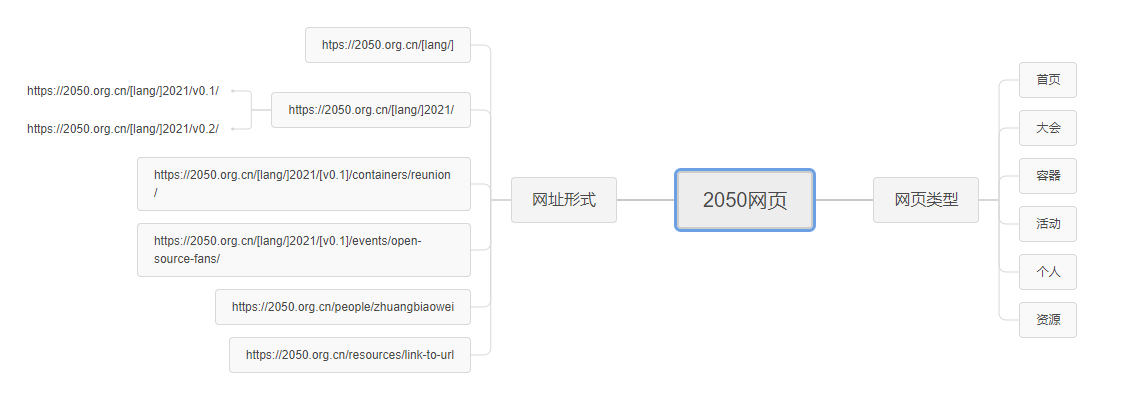 htps://2050.org.cn/[lang/]
https://2050.org.cn/[lang/]2021/v0.1/
https://2050.org.cn/[lang/]2021/
https://2050.org.cn/[lang/]2021/v0.2/
https://2050.org.cn/[lang/]2021/[v0.1]/containers/reunion
/
https://2050.org.cn/[lang/]2021/[v0.1]/events/open-
source-fans/
https://2050.org.cn/people/zhuangbiaowei
https://2050.org.cn/resources/link-to-url
网址形式
2050网页
网页类型
首页
大会
容器
活动
个人
资源